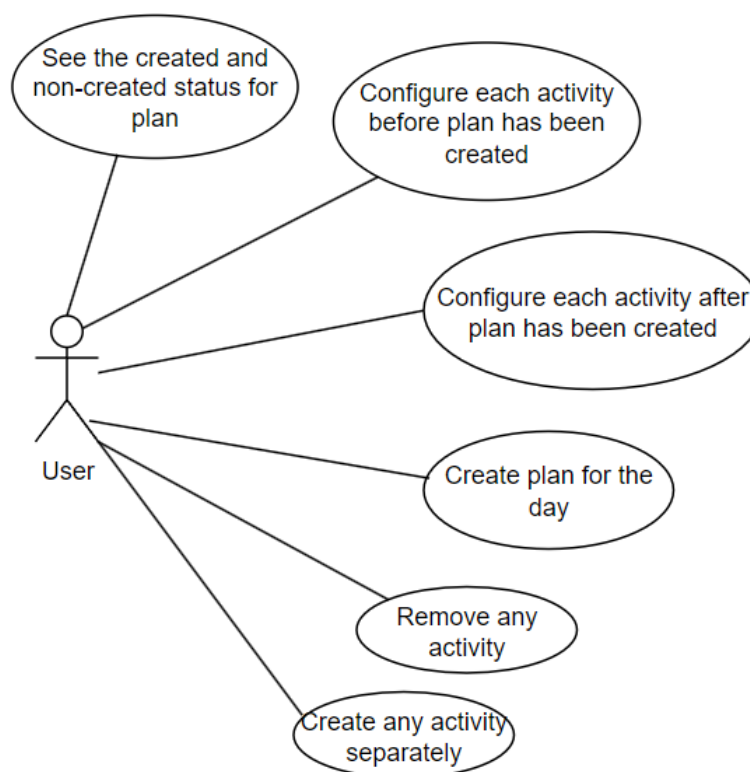 See the created and
non-created status for
plan
Configure each activity
before plan has been
created
Configure each activity after
plan has been created
User
Create plan for the
day
Remove any
activity
Create any activity
separately